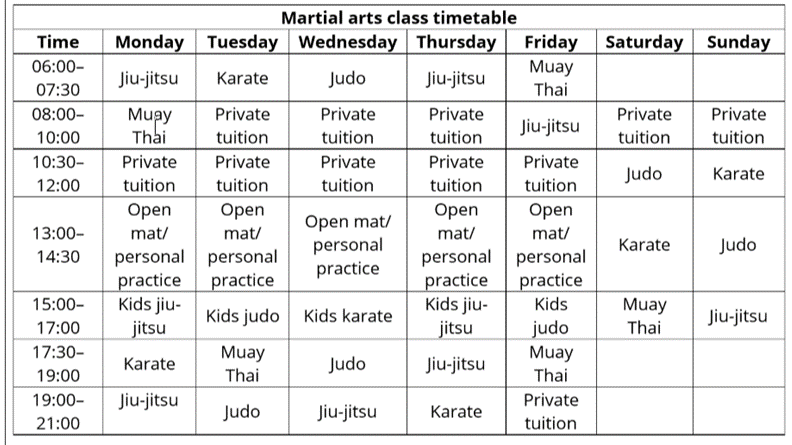 Martial arts class timetable
Time Monday Tuesday Wednesday Thursday Friday Saturday Sunday
06:00–07:30 Jiu-jitsu Karate Judo Jiu-jitsu Muay Thai
08:00–10:00 Muay Thai Private tuition Private tuition Private tuition Jiu-jitsu Private tuition Private tuition
10:30–12:00 Private tuition Private tuition Private tuition Private tuition Private tuition Judo Karate
13:00–14:30 Open mat/ personal practice Open mat/ personal practice Open mat/ personal practice Open mat/ personal practice Open mat/ personal practice Karate Judo
15:00–17:00 Kids jiu-jitsu Kids judo Kids karate Kids jiu-jitsu Kids judo Muay Thai Jiu-jitsu
17:30–19:00 Karate Muay Thai Judo Jiu-jitsu Muay Thai
19:00–21:00 Jiu-jitsu Judo Jiu-jitsu Karate Private tuition